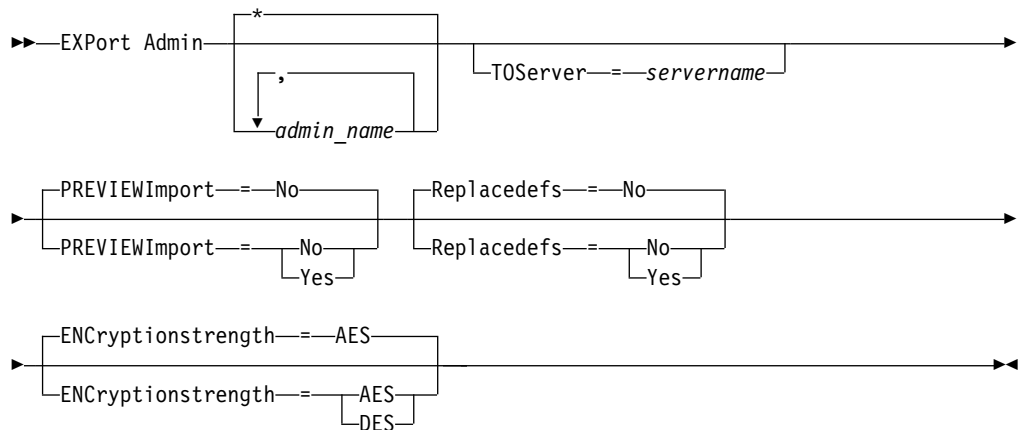 *
EXPort Admin
TOServer = servername
,
admin_name
PREVIEWImport = No
Replacedefs = No
PREVIEWImport = No
Yes
Replacedefs = No
Yes
ENCryptionstrength = AES
ENCryptionstrength = AES
DES